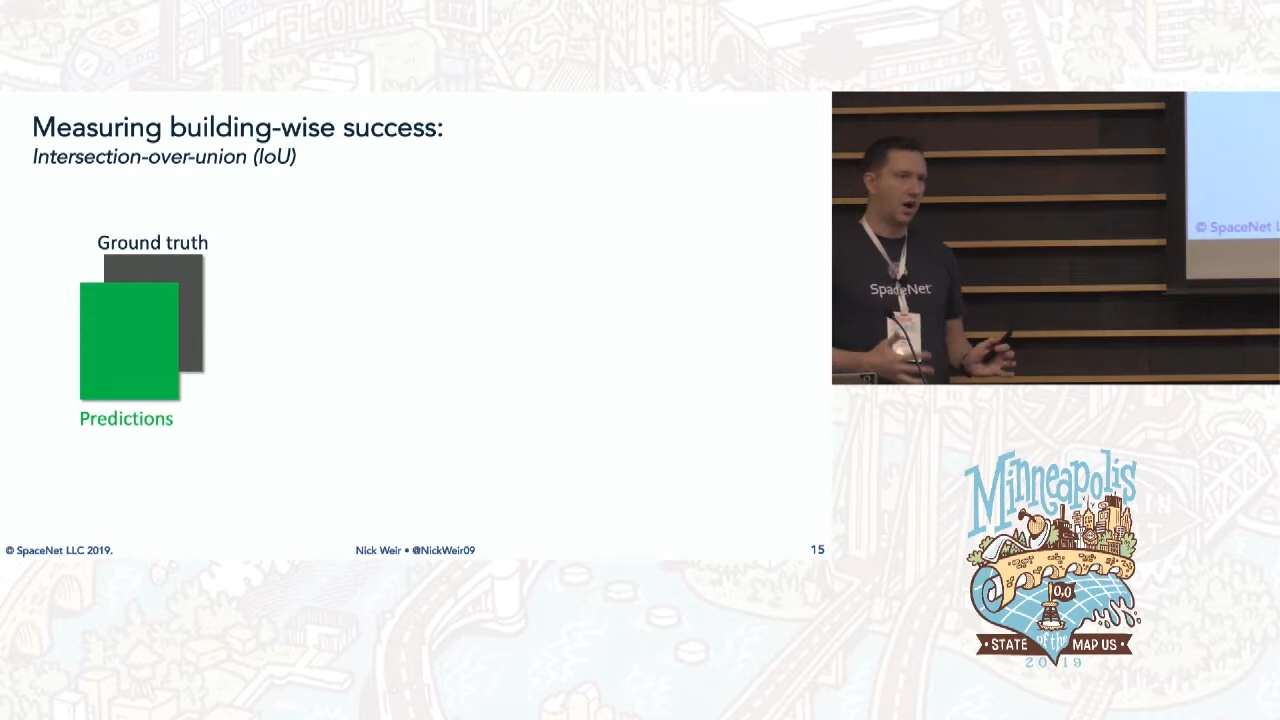 Measuring building-wise success:
Intersection-over-union (IoU)
Ground truth
Predictions
© SpaceNet LLC 2019.
Nick Weir • @NickWeir09
15
© SpaceNet L
SpaceNet
Minneapolis
STATE of the MAP US
2019